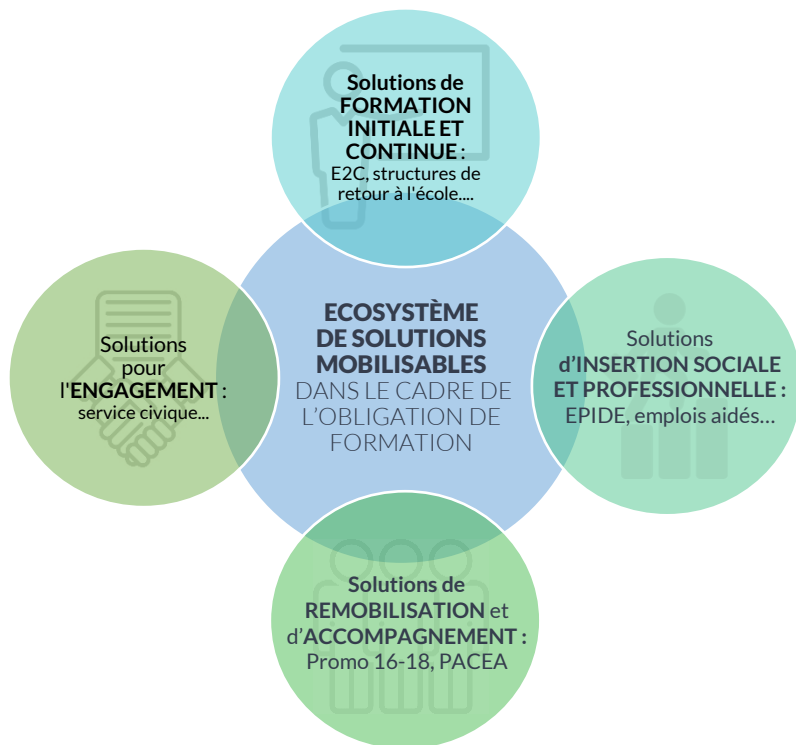 Solutions de
FORMATION
INITIALE ET
CONTINUE :
E2C, structures de
retour à l'école....
ECOSYSTÈME
DE SOLUTIONS
MOBILISABLES
DANS LE CADRE DE
L'OBLIGATION DE
FORMATION
Solutions
pour
l'ENGAGEMENT :
service civique...
Solutions
d'INSERTION SOCIALE
ET PROFESSIONNELLE :
EPIDE, emplois aidés...
Solutions de
REMOBILISATION et
d'ACCOMPAGNEMENT :
Promo 16-18, PACEA